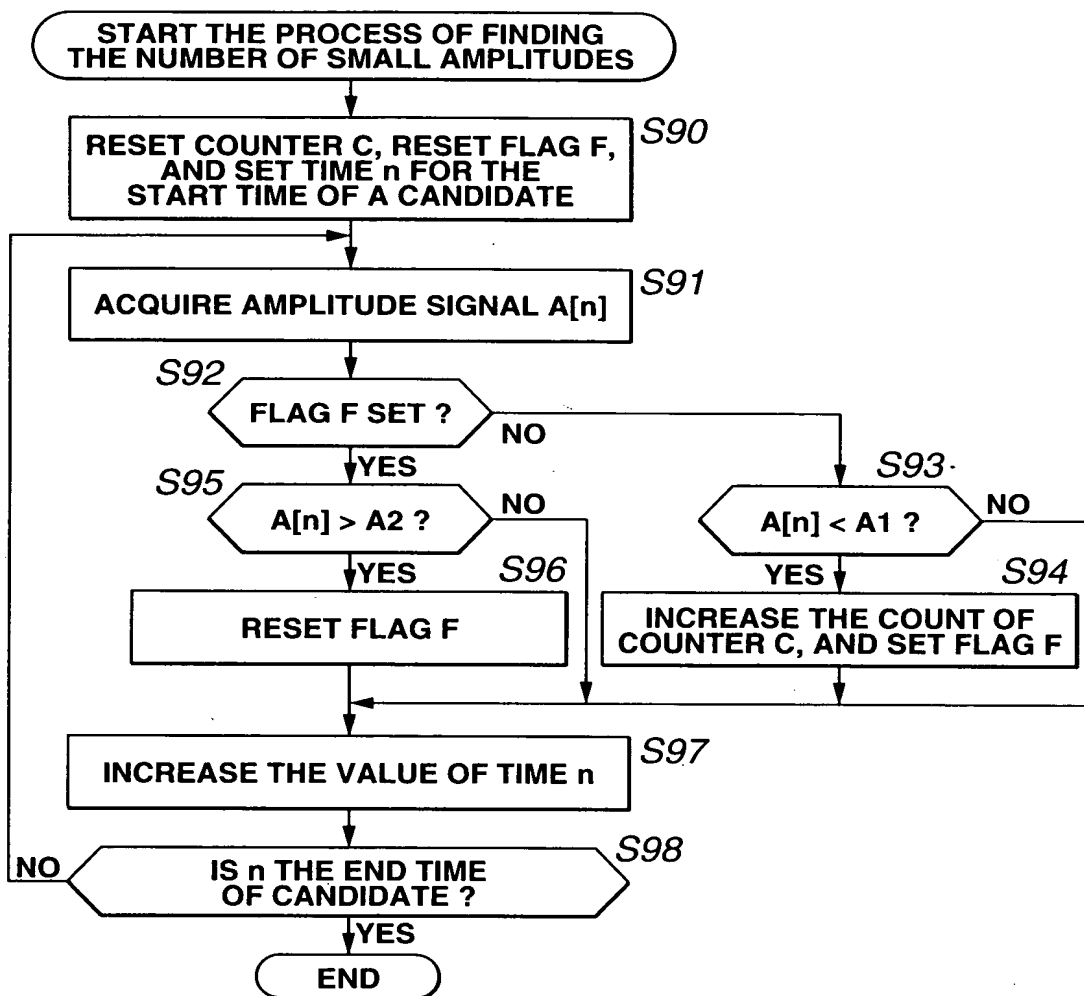 START THE PROCESS OF FINDING
THE NUMBER OF SMALL AMPLITUDES
S90
RESET COUNTER C, RESET FLAG F,
AND SET TIME n FOR THE
START TIME OF A CANDIDATE
S91
ACQUIRE AMPLITUDE SIGNAL A[n]
S92
FLAG F SET ?
NO
YES
S93
S95
A[n] > A2 ?
NO
A[n] < A1 ?
NO
YES
S96
YES
S94
RESET FLAG F
INCREASE THE COUNT OF
COUNTER C, AND SET FLAG F
S97
INCREASE THE VALUE OF TIME n
S98
NO
IS n THE END TIME
OF CANDIDATE ?
YES
END